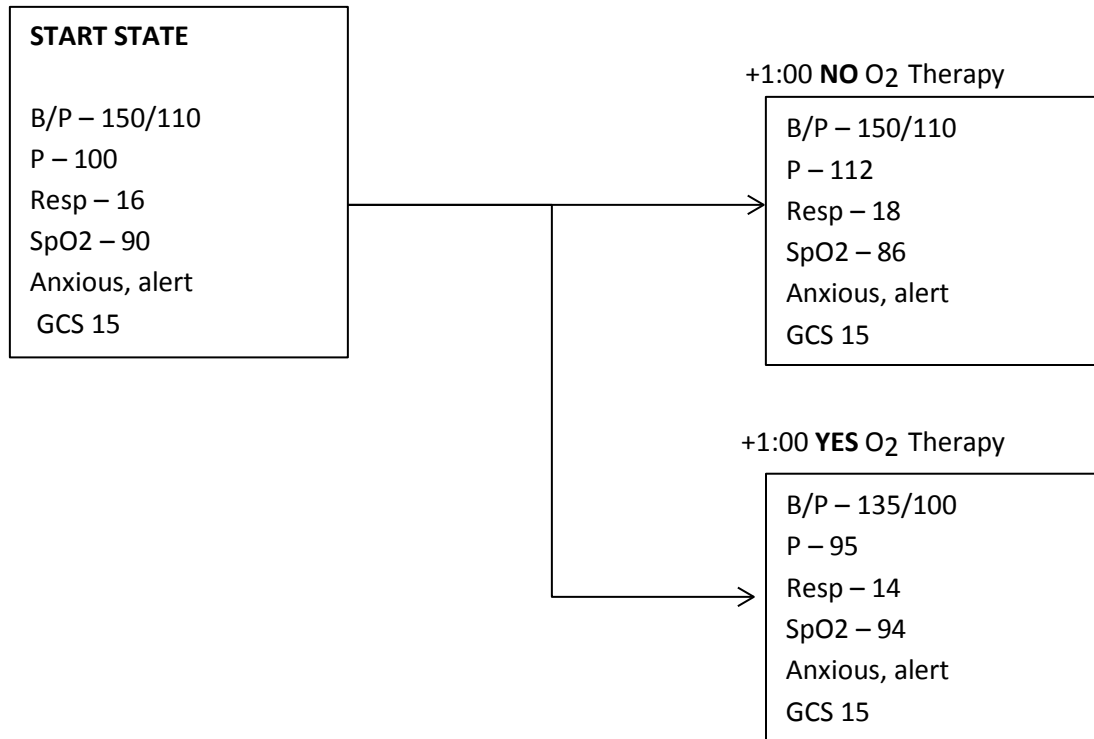 START STATE
B/P – 150/110
P – 100
Resp – 16
SpO2 – 90
Anxious, alert
GCS 15
+1:00 NO O2 Therapy
B/P – 150/110
P – 112
Resp – 18
SpO2 – 86
Anxious, alert
GCS 15
+1:00 YES O2 Therapy
B/P – 135/100
P – 95
Resp – 14
SpO2 – 94
Anxious, alert
GCS 15